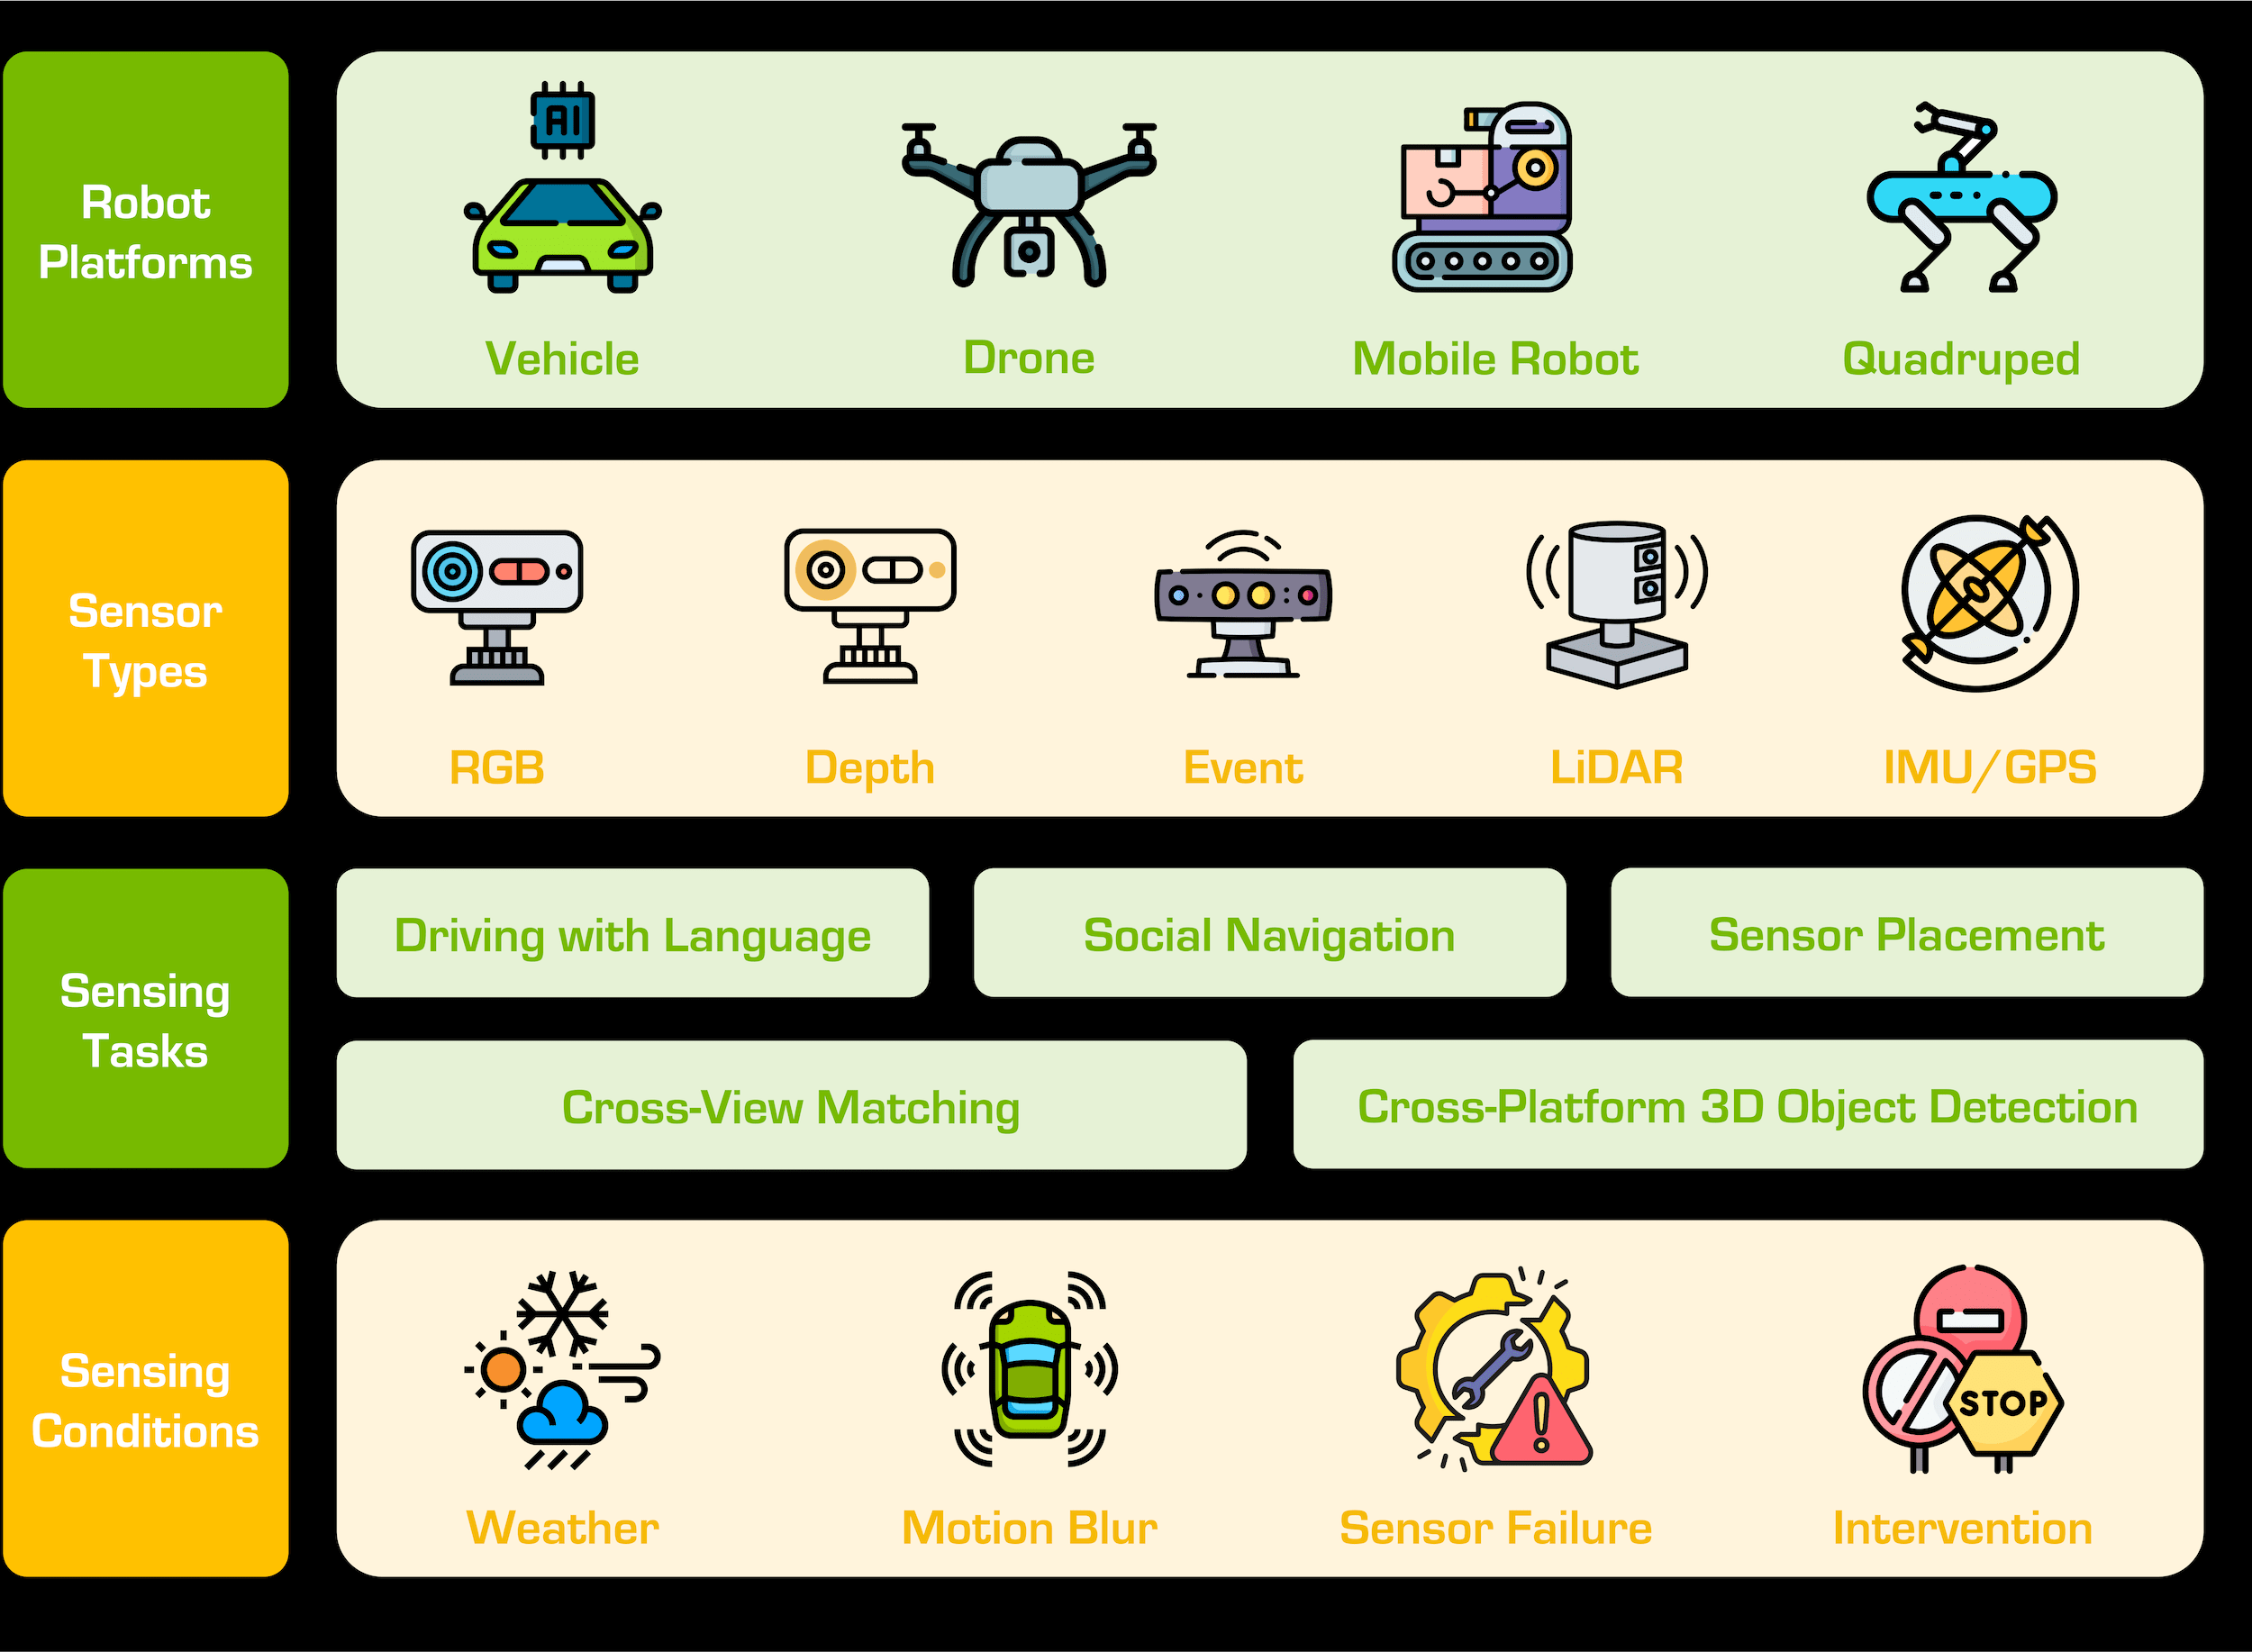 Robot
Platforms
AI
Vehicle
Drone
Mobile Robot
Quadruped
Sensor
Types
RGB
Depth
Event
LiDAR
IMU/GPS
Sensing
Tasks
Driving with Language
Social Navigation
Sensor Placement
Cross-View Matching
Cross-Platform 3D Object Detection
Sensing
Conditions
STOP
Weather
Motion Blur
Sensor Failure
Intervention